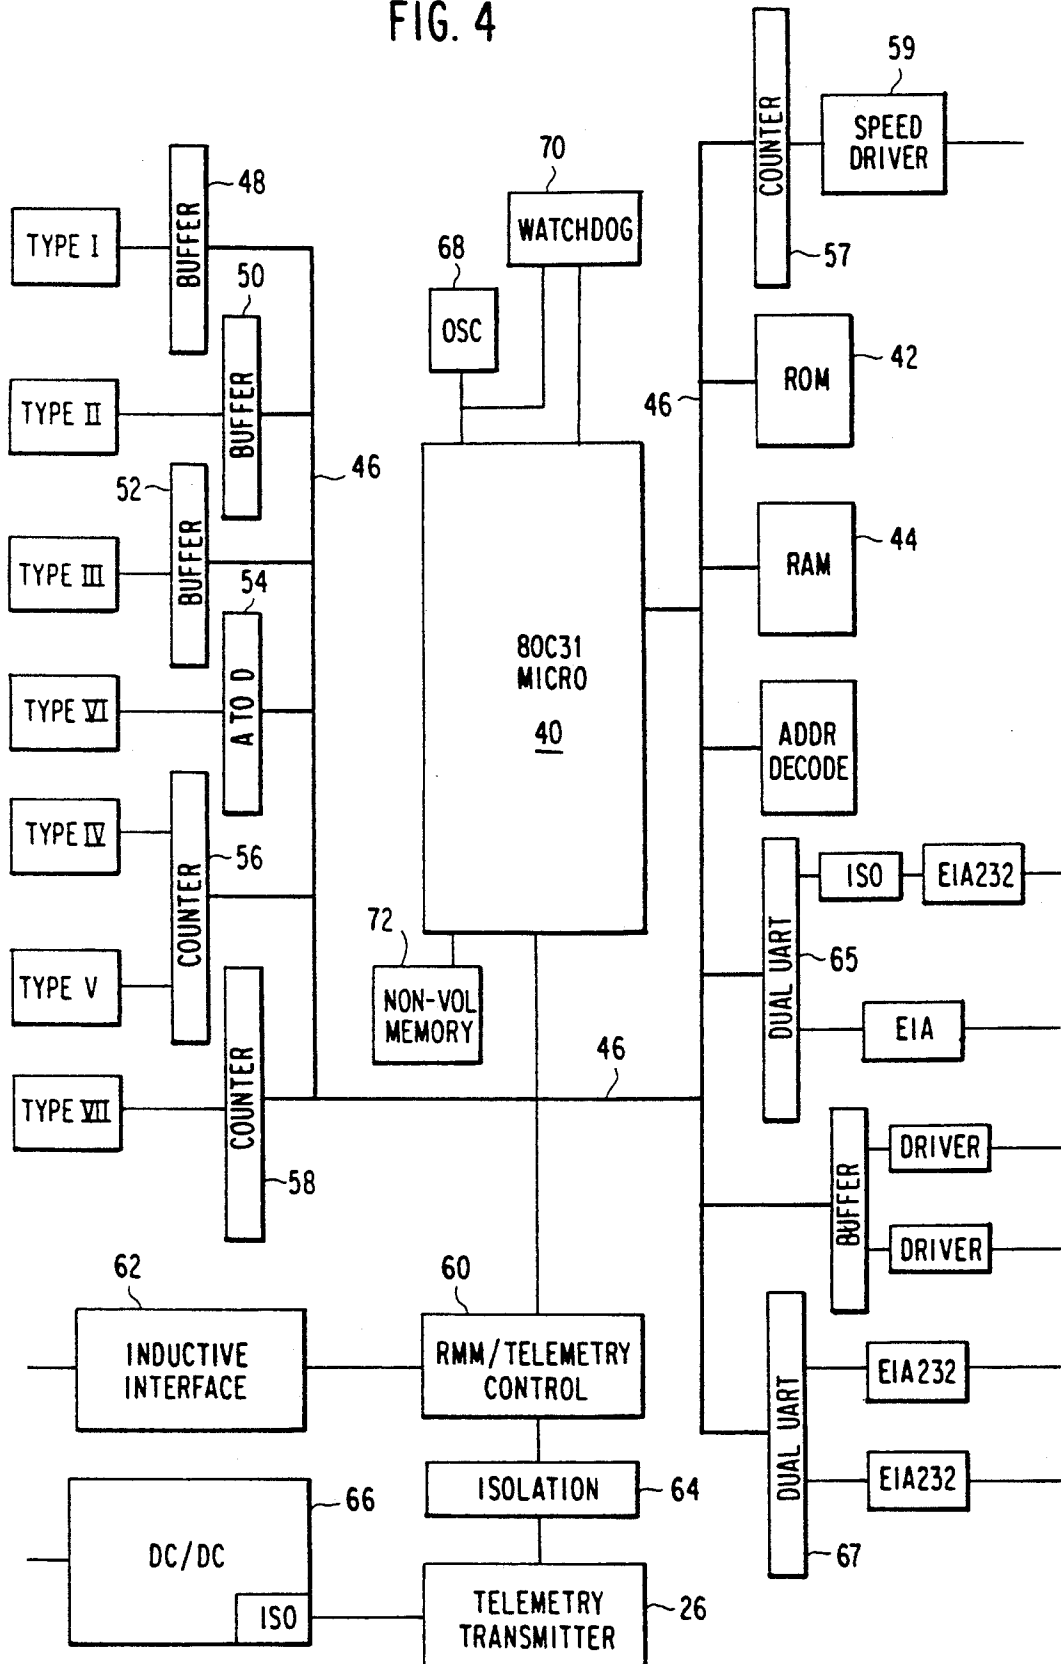 FIG. 4
TYPE I
BUFFER
48
TYPE II
BUFFER
50
TYPE III
BUFFER
52
46
TYPE VI
A TO D
54
TYPE IV
COUNTER
56
TYPE V
TYPE VII
COUNTER
58
70
WATCHDOG
68
OSC
80C31
MICRO
40
72
NON-VOL
MEMORY
46
COUNTER
57
59
SPEED
DRIVER
46
ROM
42
RAM
44
ADDR
DECODE
DUAL UART
65
ISO
EIA232
EIA
BUFFER
DRIVER
DRIVER
DUAL UART
67
EIA232
EIA232
62
INDUCTIVE
INTERFACE
60
RMM/TELEMETRY
CONTROL
ISOLATION
64
DC/DC
66
ISO
TELEMETRY
TRANSMITTER
26